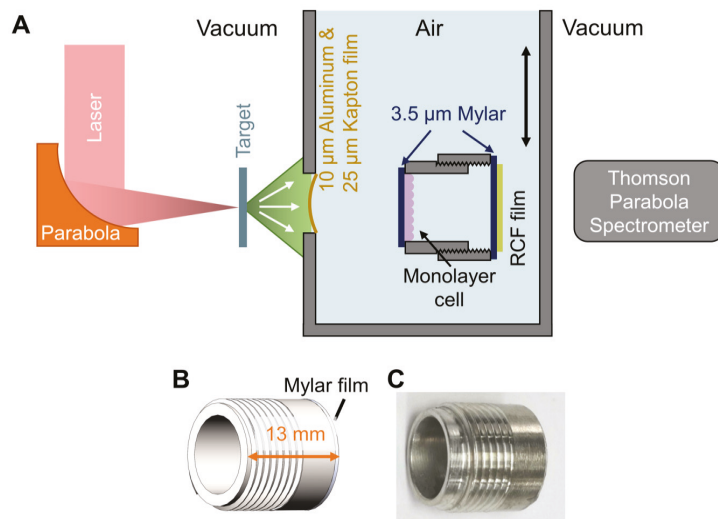 A
Vacuum
Air
Vacuum
Laser
Parabola
Target
10 µm Aluminum &
25 µm Kapton film
3.5 µm Mylar
Monolayer
cell
RCF film
Thomson
Parabola
Spectrometer
B
Mylar film
13 mm
C